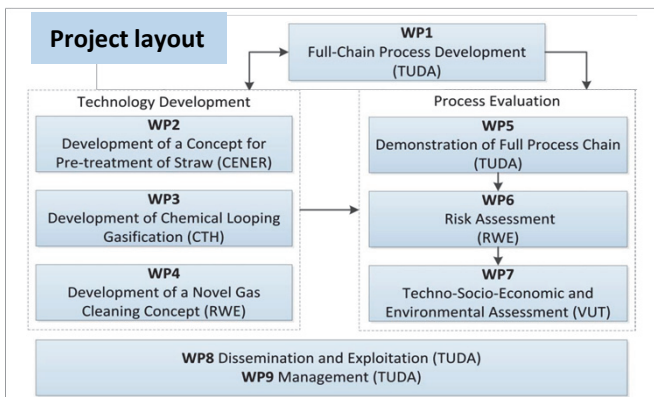 Project layout
WP1
Full-Chain Process Development
(TUDA)
Technology Development
WP2
Development of a Concept for
Pre-treatment of Straw (CENER)
WP3
Development of Chemical Looping
Gasification (CTH)
WP4
Development of a Novel Gas
Cleaning Concept (RWE)
Process Evaluation
WP5
Demonstration of Full Process Chain
(TUDA)
WP6
Risk Assessment
(RWE)
WP7
Techno-Socio-Economic and
Environmental Assessment (VUT)
WP8 Dissemination and Exploitation (TUDA)
WP9 Management (TUDA)